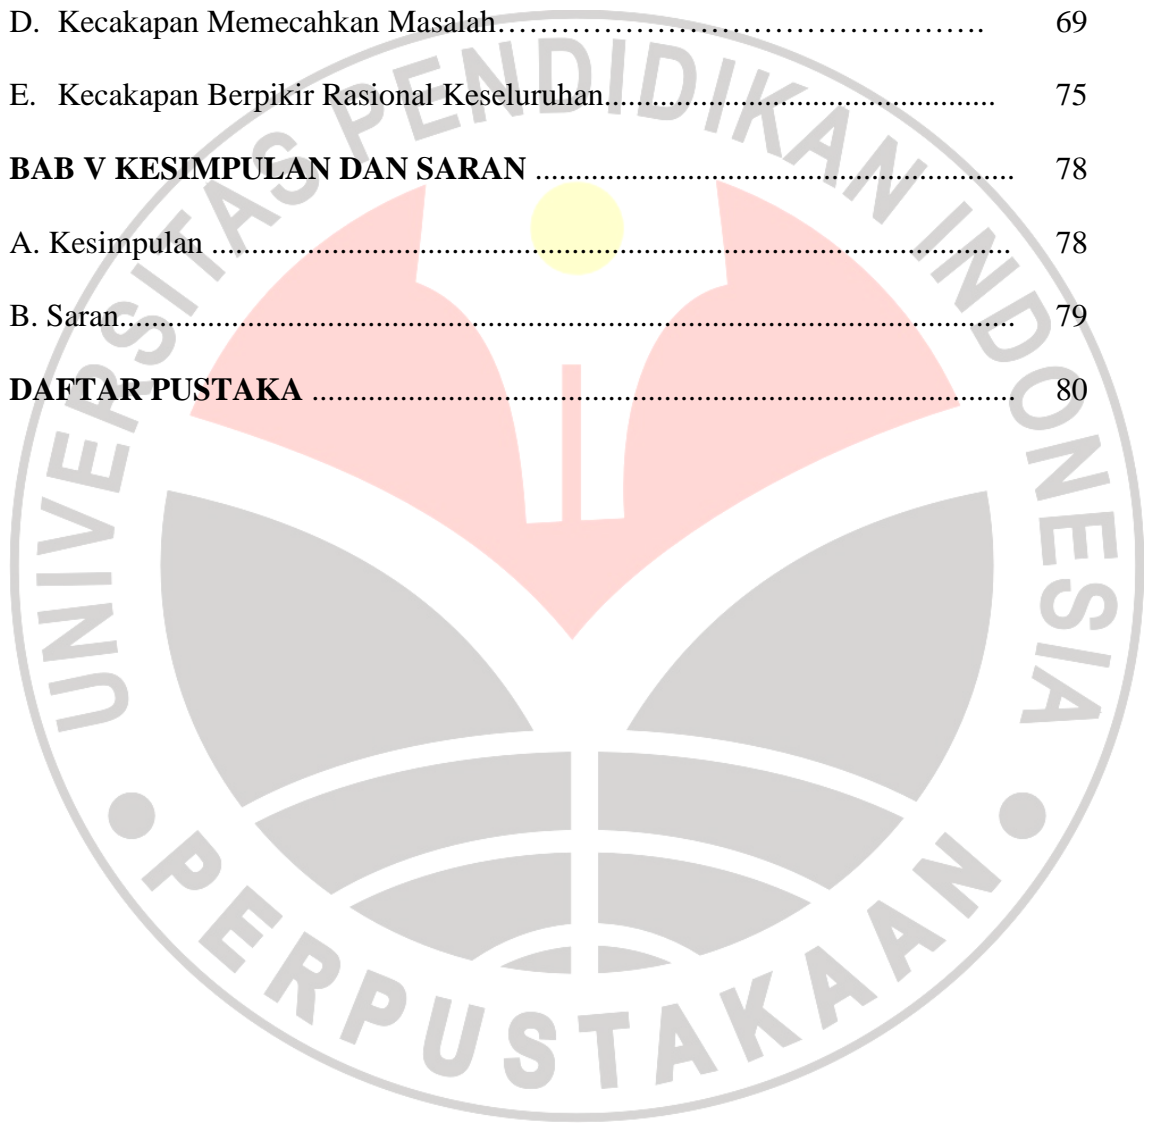 D. Kecakapan Memecahkan Masalah………………………………………. 69
E. Kecakapan Berpikir Rasional Keseluruhan................................................. 75
BAB V KESIMPULAN DAN SARAN ............................................................ 78
A. Kesimpulan .................................................................................................... 78
B. Saran................................................................................................................ 79
DAFTAR PUSTAKA ........................................................................................ 80
UNIVERSITAS PENDIDIKAN INDONESIA
PERPUSTAKAAN